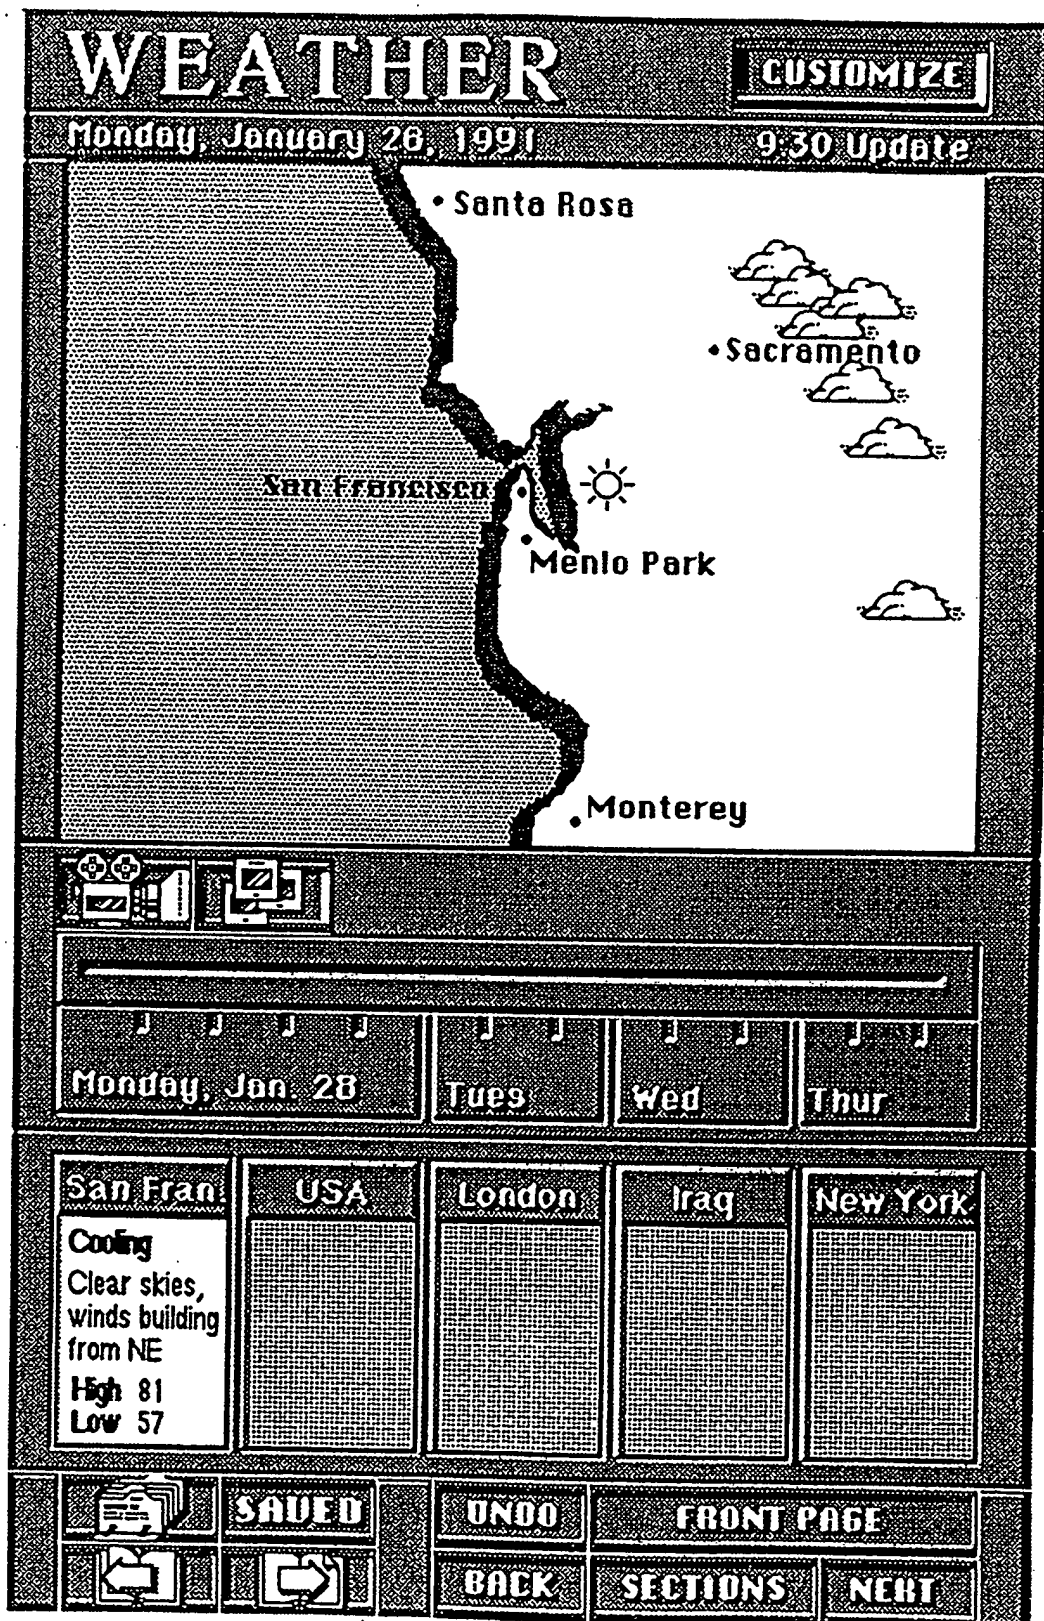 WEATHER
CUSTOMIZE
Monday, January 28, 1991
9:30 Update
Santa Rosa
Sacramento
San Francisco
Menlo Park
Monterey
Monday, Jan. 28
Tues
Wed
Thur
San Fran
USA
London
Iraq
New York
Cooling
Clear skies,
winds building
from NE
High 81
Low 57
SAVED
UNDO
FRONT PAGE
BACK
SECTIONS
NEXT